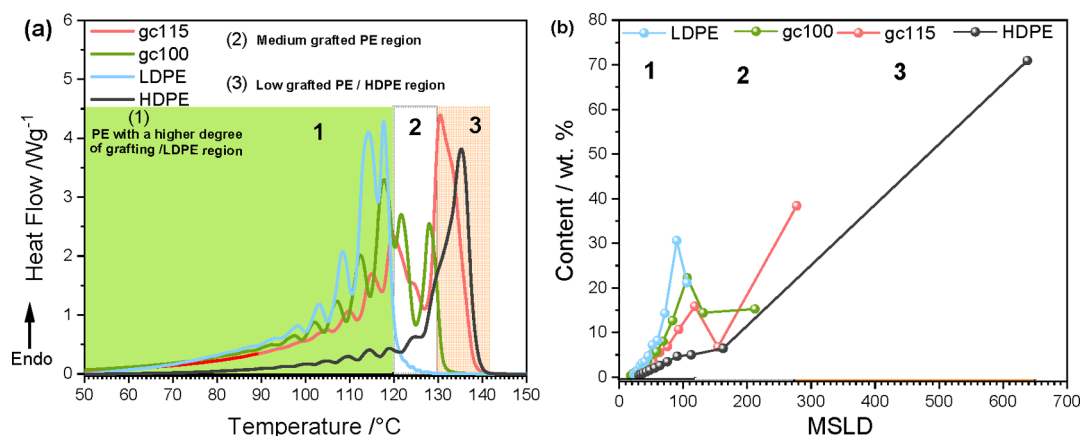 (a)
6
5
4
3
2
1
0
Heat Flow /Wg-1
Endo
gc115
gc100
LDPE
HDPE
(2) Medium grafted PE region
(3) Low grafted PE / HDPE region
(1)
PE with a higher degree
of grafting /LDPE region
1 2 3
50 60 70 80 90 100 110 120 130 140 150
Temperature /°C
(b)
80
70
60
50
40
30
20
10
0
Content / wt. %
LDPE gc100 gc115 HDPE
1 2 3
0 100 200 300 400 500 600 700
MSLD